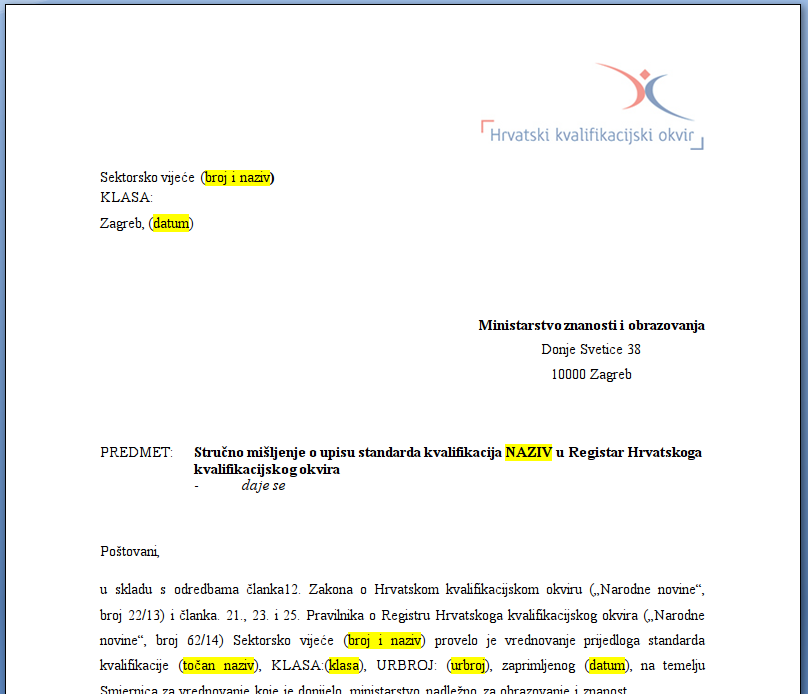 Hrvatski kvalifikacijski okvir
Sektorsko vijeće (broj i naziv)
KLASA:
Zagreb, (datum)
Ministarstvo znanosti i obrazovanja
Donje Svetice 38
10000 Zagreb
PREDMET: Stručno mišljenje o upisu standarda kvalifikacija NAZIV u Registar Hrvatskoga
kvalifikacijskog okvira
- daje se
Poštovani,
u skladu s odredbama članka12. Zakona o Hrvatskom kvalifikacijskom okviru („Narodne novine“,
broj 22/13) i članka. 21., 23. i 25. Pravilnika o Registru Hrvatskoga kvalifikacijskog okvira („Narodne
novine“, broj 62/14) Sektorsko vijeće (broj i naziv) provelo je vrednovanje prijedloga standarda
kvalifikacije (točan naziv), KLASA:(klasa), URBROJ: (urbroj), zaprimljenog (datum), na temelju
Smjernica za vrednovanje koje je donijelo ministarstvo nadležno za obrazovanje i znanost